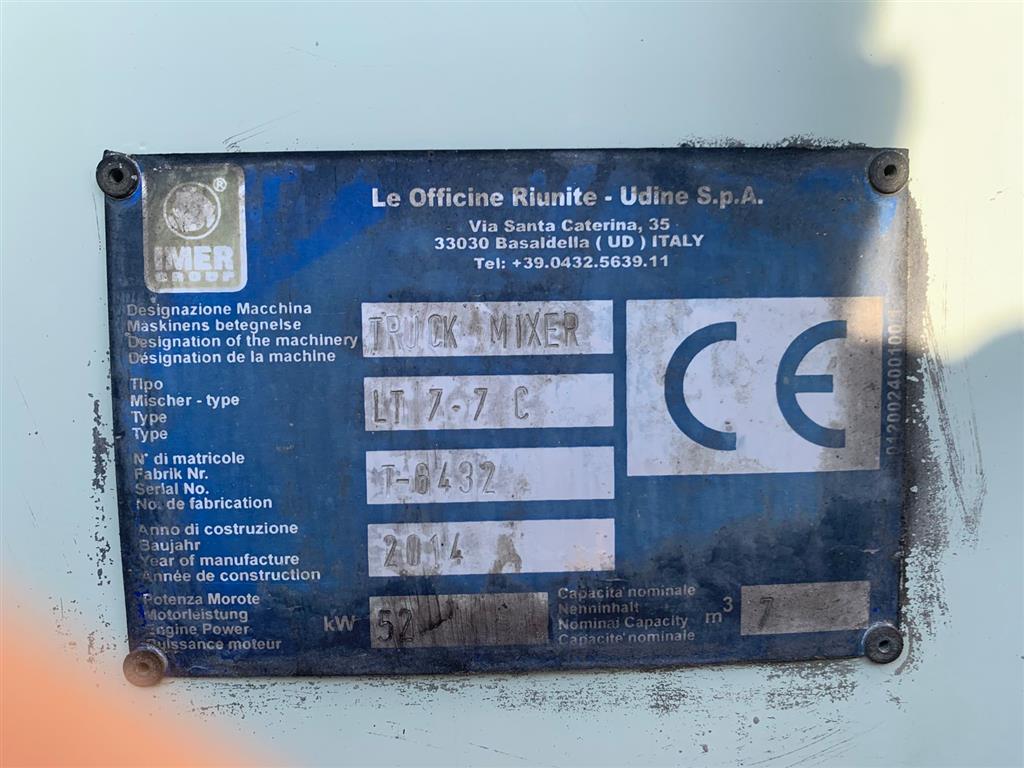 ®
IMER
GROUP
Le Officine Riunite - Udine S.p.A.
Via Santa Caterina, 35
33030 Basaldella ( UD ) ITALY
Tel: +39.0432.5639.11
Designazione Macchina
Maskinens betegnelse
Designation of the machinery
Désignation de la machine
TRUCK MIXER
Tipo
Mischer - type
Type
Type
LT 7-7 C
CE
N° di matricole
Fabrik Nr.
Serial No.
No. de fabrication
T-6432
Anno di costruzione
Baujahr
Year of manufacture
Année de construction
2014
Potenza Morote
Motorleistung
Engine Power
Puissance moteur
kW 52
Capacita' nominale
Nehninhalt
Nominal Capacity
Capacite' nominale
m³ 7